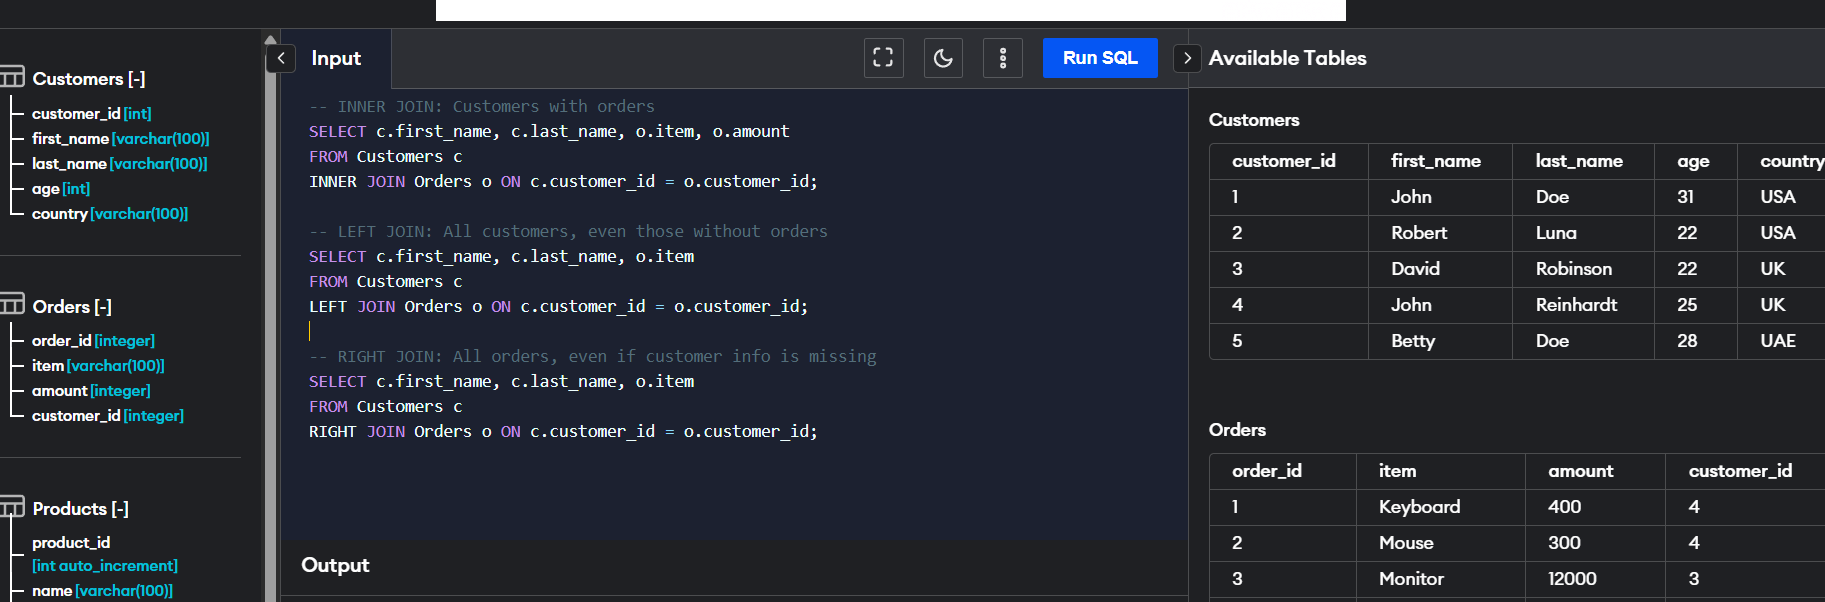 Customers [-]
customer_id [int]
first_name [varchar(100)]
last_name [varchar(100)]
age [int]
country [varchar(100)]
Orders [-]
order_id [integer]
item [varchar(100)]
amount [integer]
customer_id [integer]
Products [-]
product_id
[int auto_increment]
name [varchar(100)]
Input
Run SQL
-- INNER JOIN: Customers with orders
SELECT c.first_name, c.last_name, o.item, o.amount
FROM Customers c
INNER JOIN Orders o ON c.customer_id = o.customer_id;
-- LEFT JOIN: All customers, even those without orders
SELECT c.first_name, c.last_name, o.item
FROM Customers c
LEFT JOIN Orders o ON c.customer_id = o.customer_id;
-- RIGHT JOIN: All orders, even if customer info is missing
SELECT c.first_name, c.last_name, o.item
FROM Customers c
RIGHT JOIN Orders o ON c.customer_id = o.customer_id;
Output
Available Tables
Customers
customer_id first_name last_name age country
1 John Doe 31 USA
2 Robert Luna 22 USA
3 David Robinson 22 UK
4 John Reinhardt 25 UK
5 Betty Doe 28 UAE
Orders
order_id item amount customer_id
1 Keyboard 400 4
2 Mouse 300 4
3 Monitor 12000 3